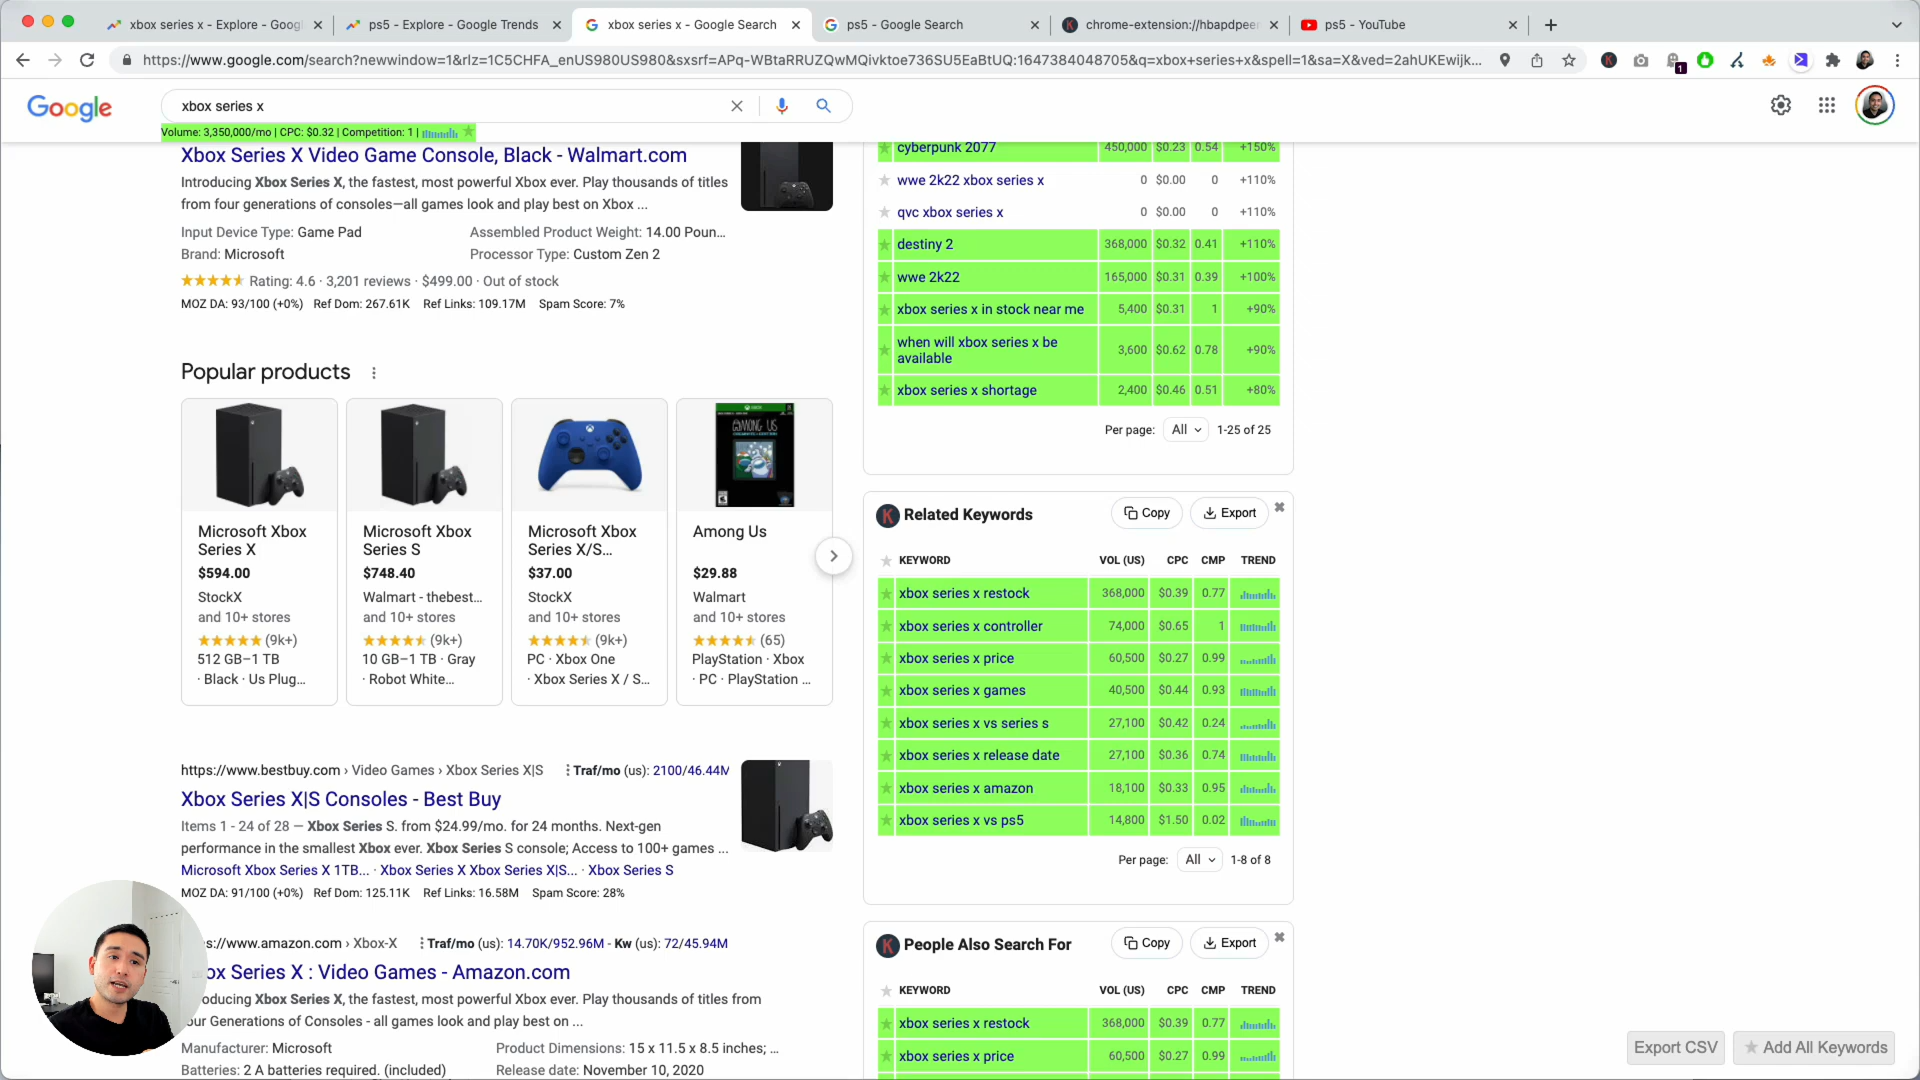 xbox series x - Explore - Goog
ps5 - Explore - Google Trends
xbox series x - Google Search
ps5 - Google Search
chrome-extension://hbapdpeer
ps5 - YouTube
https://www.google.com/search?newwindow=1&rlz=1C5CHFA_enUS980US980&sxsrf=APq-WBtaRRUZQwMQivktoe736SU5EaBtUQ:1647384048705&q=xbox+series+x&spell=1&sa=X&ved=2ahUKEwijk...
1
Google
xbox series x
Volume: 3,350,000/mo | CPC: $0.32 | Competition: 1 |
Xbox Series X Video Game Console, Black - Walmart.com
Introducing Xbox Series X, the fastest, most powerful Xbox ever. Play thousands of titles
from four generations of consoles—all games look and play best on Xbox ...
Input Device Type: Game Pad
Assembled Product Weight: 14.00 Poun...
Brand: Microsoft
Processor Type: Custom Zen 2
Rating: 4.6 · 3,201 reviews · $499.00 · Out of stock
MOZ DA: 93/100 (+0%) Ref Dom: 267.61K Ref Links: 109.17M Spam Score: 7%
Popular products
AMONG US
Microsoft Xbox
Series X
$594.00
StockX
and 10+ stores
(9k+)
512 GB–1 TB
· Black · Us Plug...
Microsoft Xbox
Series S
$748.40
Walmart - thebest...
and 10+ stores
(9k+)
10 GB–1 TB · Gray
· Robot White...
Microsoft Xbox
Series X/S...
$37.00
StockX
and 10+ stores
(9k+)
PC · Xbox One
· Xbox Series X / S...
Among Us
$29.88
Walmart
and 10+ stores
(65)
PlayStation · Xbox
· PC · PlayStation ...
https://www.bestbuy.com › Video Games › Xbox Series X|S
Traf/mo (us): 2100/46.44M
Xbox Series X|S Consoles - Best Buy
Items 1 - 24 of 28 — Xbox Series S. from $24.99/mo. for 24 months. Next-gen
performance in the smallest Xbox ever. Xbox Series S console; Access to 100+ games ...
Microsoft Xbox Series X 1TB... · Xbox Series X Xbox Series X|S... · Xbox Series S
MOZ DA: 91/100 (+0%) Ref Dom: 125.11K Ref Links: 16.58M Spam Score: 28%
s://www.amazon.com › Xbox-X
Traf/mo (us): 14.70K/952.96M - Kw (us): 72/45.94M
ox Series X : Video Games - Amazon.com
oducing Xbox Series X, the fastest, most powerful Xbox ever. Play thousands of titles from
our Generations of Consoles - all games look and play best on ...
Manufacturer: Microsoft
Product Dimensions: 15 x 11.5 x 8.5 inches; ...
Batteries: 2 A batteries required. (included)
Release date: November 10, 2020
cyberpunk 2077 450,000 $0.23 0.54 +150%
wwe 2k22 xbox series x 0 $0.00 0 +110%
qvc xbox series x 0 $0.00 0 +110%
destiny 2 368,000 $0.32 0.41 +110%
wwe 2k22 165,000 $0.31 0.39 +100%
xbox series x in stock near me 5,400 $0.31 1 +90%
when will xbox series x be
available 3,600 $0.62 0.78 +90%
xbox series x shortage 2,400 $0.46 0.51 +80%
Per page: All 1-25 of 25
K Related Keywords Copy Export
KEYWORD VOL (US) CPC CMP TREND
xbox series x restock 368,000 $0.39 0.77
xbox series x controller 74,000 $0.65 1
xbox series x price 60,500 $0.27 0.99
xbox series x games 40,500 $0.44 0.93
xbox series x vs series s 27,100 $0.42 0.24
xbox series x release date 27,100 $0.36 0.74
xbox series x amazon 18,100 $0.33 0.95
xbox series x vs ps5 14,800 $1.50 0.02
Per page: All 1-8 of 8
K People Also Search For Copy Export
KEYWORD VOL (US) CPC CMP TREND
xbox series x restock 368,000 $0.39 0.77
xbox series x price 60,500 $0.27 0.99
Export CSV
Add All Keywords